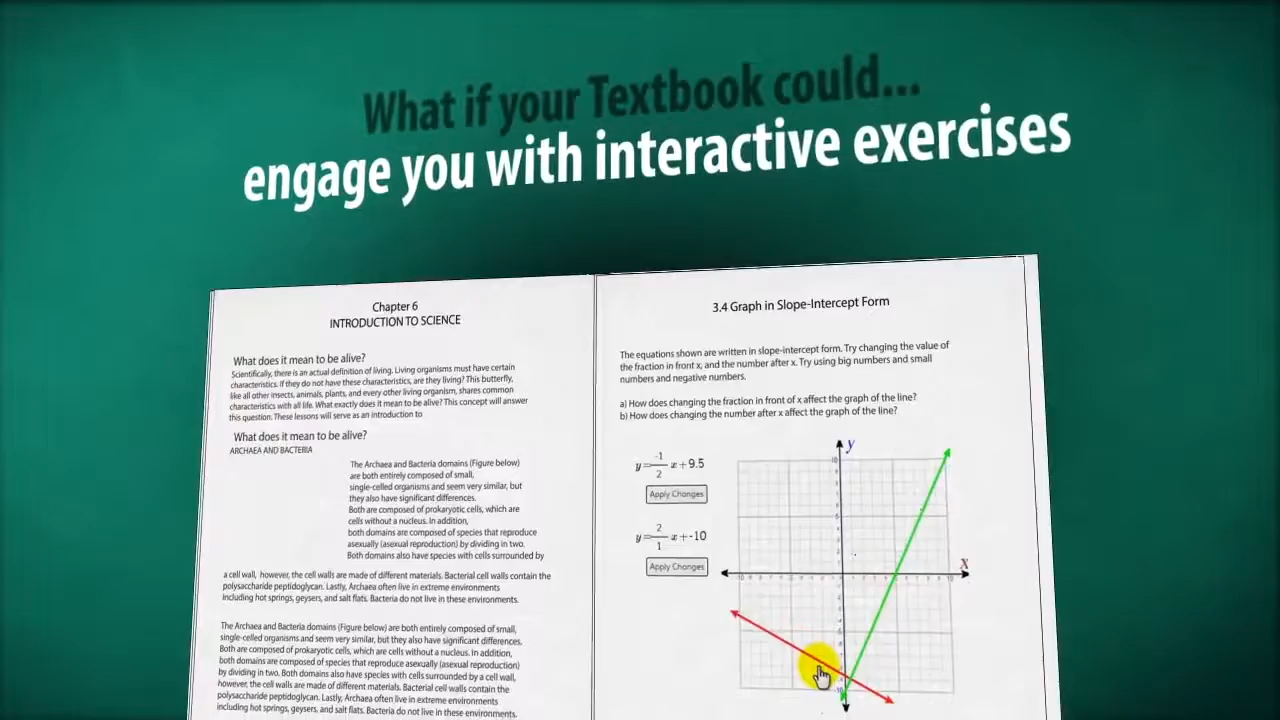 What if your Textbook could...
engage you with interactive exercises
Chapter 6
INTRODUCTION TO SCIENCE
What does it mean to be alive?
Scientifically, there is an actual definition of living. Living organisms must have certain
characteristics. If they do not have these characteristics, are they living? This butterfly,
like all other insects, animals, plants, and every other living organism, shares common
characteristics with all life. What exactly does it mean to be alive? This concept will answer
this question. These lessons will serve as an introduction to
What does it mean to be alive?
ARCHAEA AND BACTERIA
The Archaea and Bacteria domains (Figure below)
are both entirely composed of small,
single-celled organisms and seem very similar, but
they also have significant differences.
Both are composed of prokaryotic cells, which are
cells without a nucleus. In addition,
both domains are composed of species that reproduce
asexually (asexual reproduction) by dividing in two.
Both domains also have species with cells surrounded by
a cell wall, however, the cell walls are made of different materials. Bacterial cell walls contain the
polysaccharide peptidoglycan. Lastly, Archaea often live in extreme environments
including hot springs, geysers, and salt flats. Bacteria do not live in these environments.
The Archaea and Bacteria domains (Figure below) are both entirely composed of small,
single-celled organisms and seem very similar, but they also have significant differences.
Both are composed of prokaryotic cells, which are cells without a nucleus. In addition,
both domains are composed of species that reproduce asexually (asexual reproduction)
by dividing in two. Both domains also have species with cells surrounded by a cell wall,
however, the cell walls are made of different materials. Bacterial cell walls contain the
polysaccharide peptidoglycan. Lastly, Archaea often live in extreme environments
including hot springs, geysers, and salt flats. Bacteria do not live in these environments.
3.4 Graph in Slope-Intercept Form
The equations shown are written in slope-intercept form. Try changing the value of
the fraction in front x, and the number after x. Try using big numbers and small
numbers and negative numbers.
a) How does changing the fraction in front of x affect the graph of the line?
b) How does changing the number after x affect the graph of the line?
y=-1/2 x+9.5
Apply Changes
y=2/1 x+-10
Apply Changes
y
x